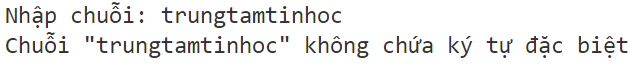 Nhập chuỗi: trungtamtinhoc
Chuỗi "trungtamtinhoc" không chứa ký tự đặc biệt